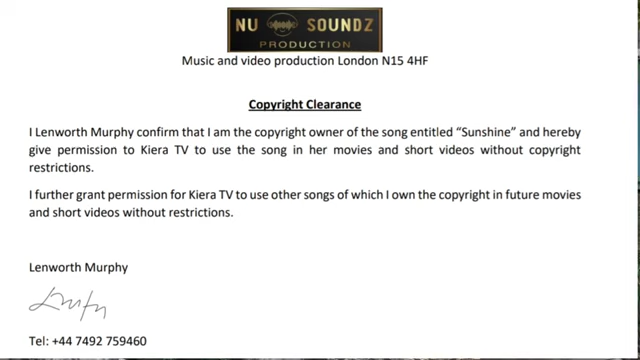 NU SOUNDZ
PRODUCTION
Music and video production London N15 4HF
Copyright Clearance
I Lenworth Murphy confirm that I am the copyright owner of the song entitled “Sunshine” and hereby
give permission to Kiera TV to use the song in her movies and short videos without copyright
restrictions.
I further grant permission for Kiera TV to use other songs of which I own the copyright in future movies
and short videos without restrictions.
Lenworth Murphy
Tel: +44 7492 759460